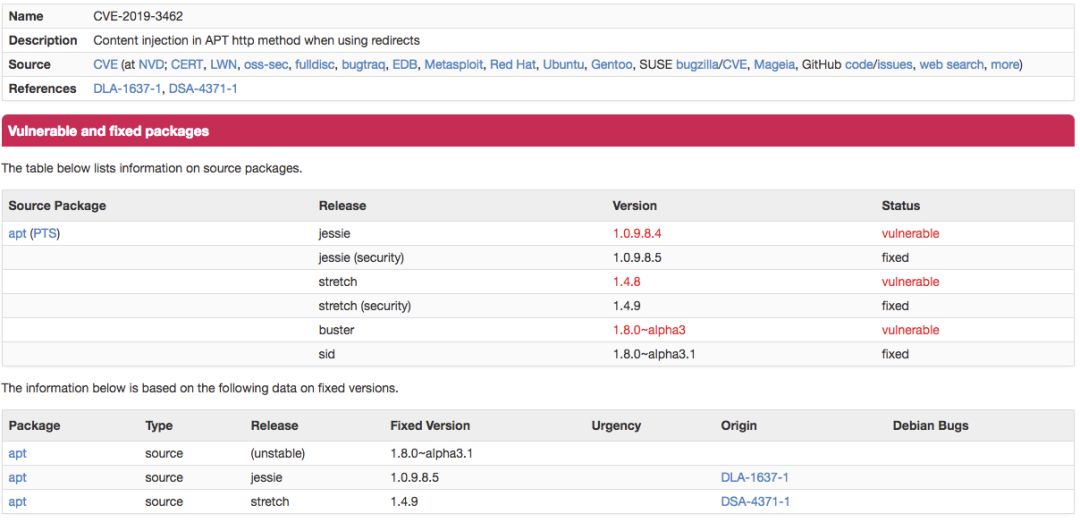 Name CVE-2019-3462
Description Content injection in APT http method when using redirects
Source CVE (at NVD; CERT, LWN, oss-sec, fulldisc, bugtraq, EDB, Metasploit, Red Hat, Ubuntu, Gentoo, SUSE bugzilla/CVE, Mageia, GitHub code/issues, web search, more)
References DLA-1637-1, DSA-4371-1
Vulnerable and fixed packages
The table below lists information on source packages.
Source Package Release Version Status
apt (PTS) jessie 1.0.9.8.4 vulnerable
jessie (security) 1.0.9.8.5 fixed
stretch 1.4.8 vulnerable
stretch (security) 1.4.9 fixed
buster 1.8.0~alpha3 vulnerable
sid 1.8.0~alpha3.1 fixed
The information below is based on the following data on fixed versions.
Package Type Release Fixed Version Urgency Origin Debian Bugs
apt source (unstable) 1.8.0~alpha3.1
apt source jessie 1.0.9.8.5 DLA-1637-1
apt source stretch 1.4.9 DSA-4371-1